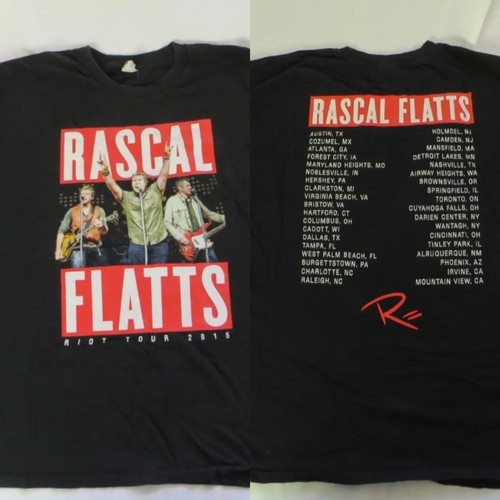 RASCAL
FLATTS
RIOT TOUR 2015
RASCAL FLATTS
AUSTIN, TX
COZUMEL, MX
ATLANTA, GA
FOREST CITY, IA
MARYLAND HEIGHTS, MO
NOBLESVILLE, IN
HERSHEY, PA
CLARKSTON, MI
VIRGINIA BEACH, VA
BRISTOW, VA
HARTFORD, CT
COLUMBUS, OH
CADOTT, WI
DALLAS, TX
TAMPA, FL
WEST PALM BEACH, FL
BURGETTSTOWN, PA
CHARLOTTE, NC
RALEIGH, NC
HOLMDEL, NJ
CAMDEN, NJ
MANSFIELD, MA
DETROIT LAKES, MN
NASHVILLE, TN
AIRWAY HEIGHTS, WA
BROWNSVILLE, OR
SPRINGFIELD, IL
TORONTO, ON
CUYAHOGA FALLS, OH
DARIEN CENTER, NY
WANTAGH, NY
CINCINNATI, OH
TINLEY PARK, IL
ALBUQUERQUE, NM
PHOENIX, AZ
IRVINE, CA
MOUNTAIN VIEW, CA